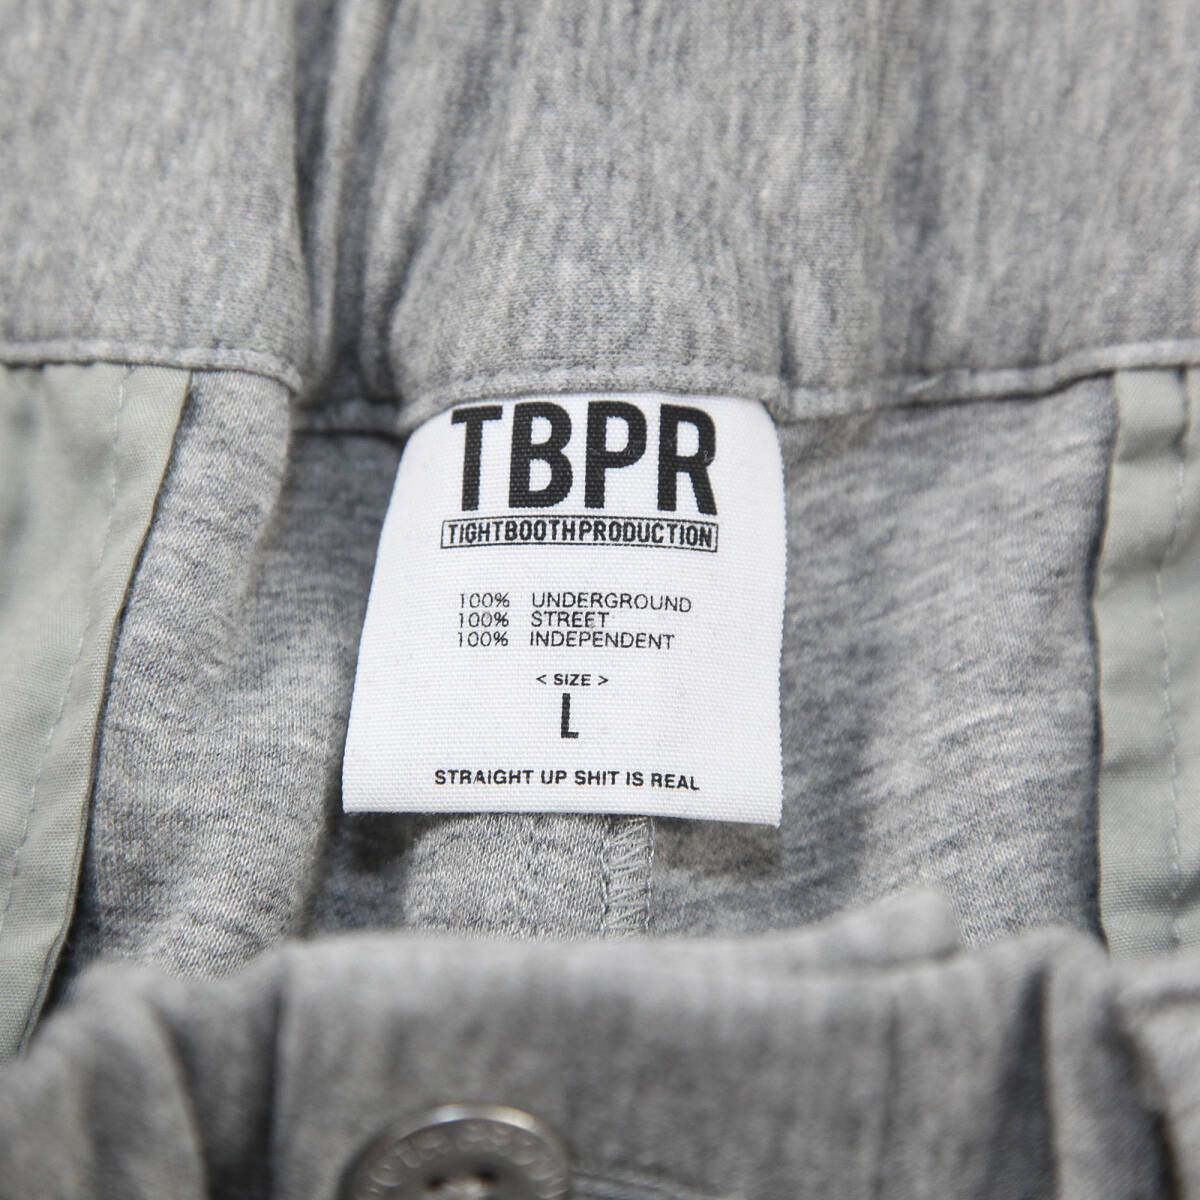 TBPR
TIGHTBOOTHPRODUCTION
100% UNDERGROUND
100% STREET
100% INDEPENDENT
< SIZE >
L
STRAIGHT UP SHIT IS REAL